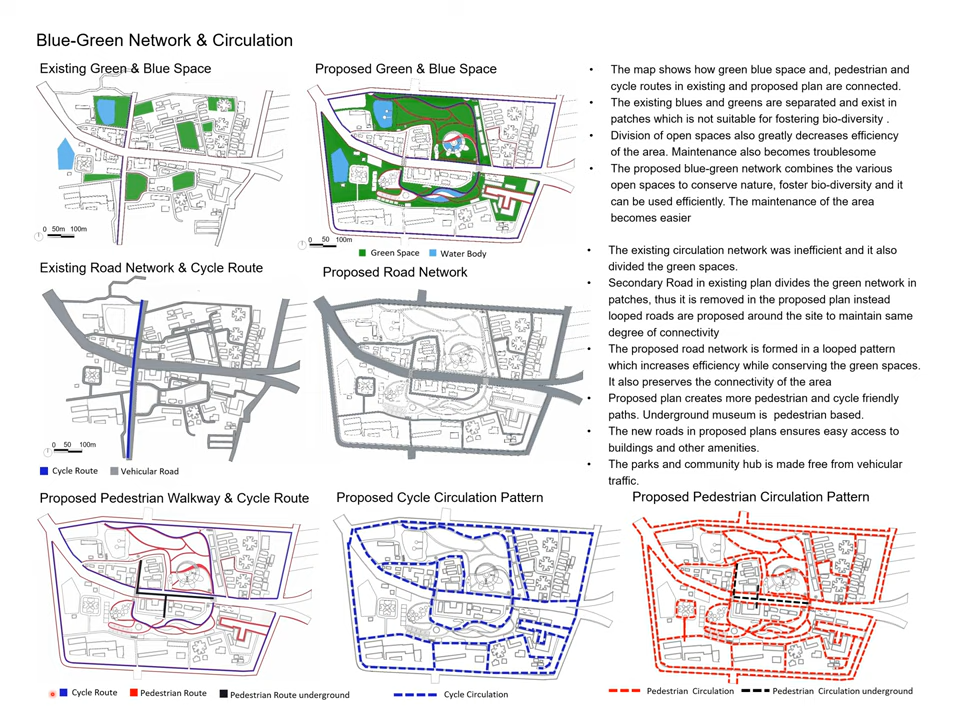 Blue-Green Network & Circulation
Existing Green & Blue Space
Proposed Green & Blue Space
0 50m 100m
0 50 100m
Green Space
Water Body
• The map shows how green blue space and, pedestrian and
cycle routes in existing and proposed plan are connected.
• The existing blues and greens are separated and exist in
patches which is not suitable for fostering bio-diversity .
• Division of open spaces also greatly decreases efficiency
of the area. Maintenance also becomes troublesome
• The proposed blue-green network combines the various
open spaces to conserve nature, foster bio-diversity and it
can be used efficiently. The maintenance of the area
becomes easier
• The existing circulation network was inefficient and it also
divided the green spaces.
• Secondary Road in existing plan divides the green network in
patches, thus it is removed in the proposed plan instead
looped roads are proposed around the site to maintain same
degree of connectivity
• The proposed road network is formed in a looped pattern
which increases efficiency while conserving the green spaces.
It also preserves the connectivity of the area
• Proposed plan creates more pedestrian and cycle friendly
paths. Underground museum is pedestrian based.
• The new roads in proposed plans ensures easy access to
buildings and other amenities.
• The parks and community hub is made free from vehicular
traffic.
Existing Road Network & Cycle Route
Proposed Road Network
0 50 100m
Cycle Route
Vehicular Road
Proposed Pedestrian Walkway & Cycle Route
Proposed Cycle Circulation Pattern
Proposed Pedestrian Circulation Pattern
Cycle Route
Pedestrian Route
Pedestrian Route underground
Cycle Circulation
Pedestrian Circulation
Pedestrian Circulation underground